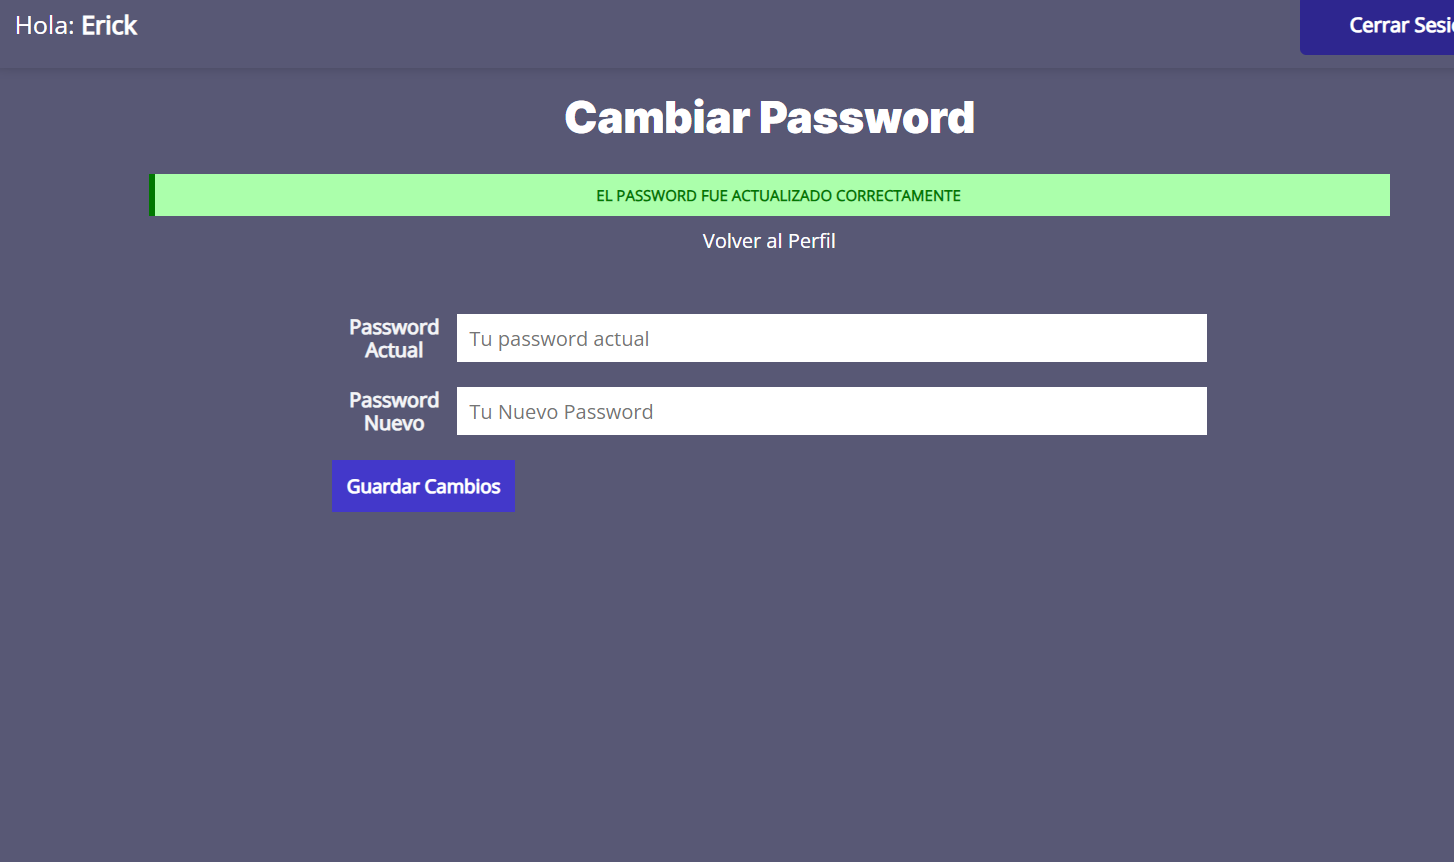 Hola: Erick
Cerrar Sesi
Cambiar Password
EL PASSWORD FUE ACTUALIZADO CORRECTAMENTE
Volver al Perfil
Password
Actual
Tu password actual
Password
Nuevo
Tu Nuevo Password
Guardar Cambios